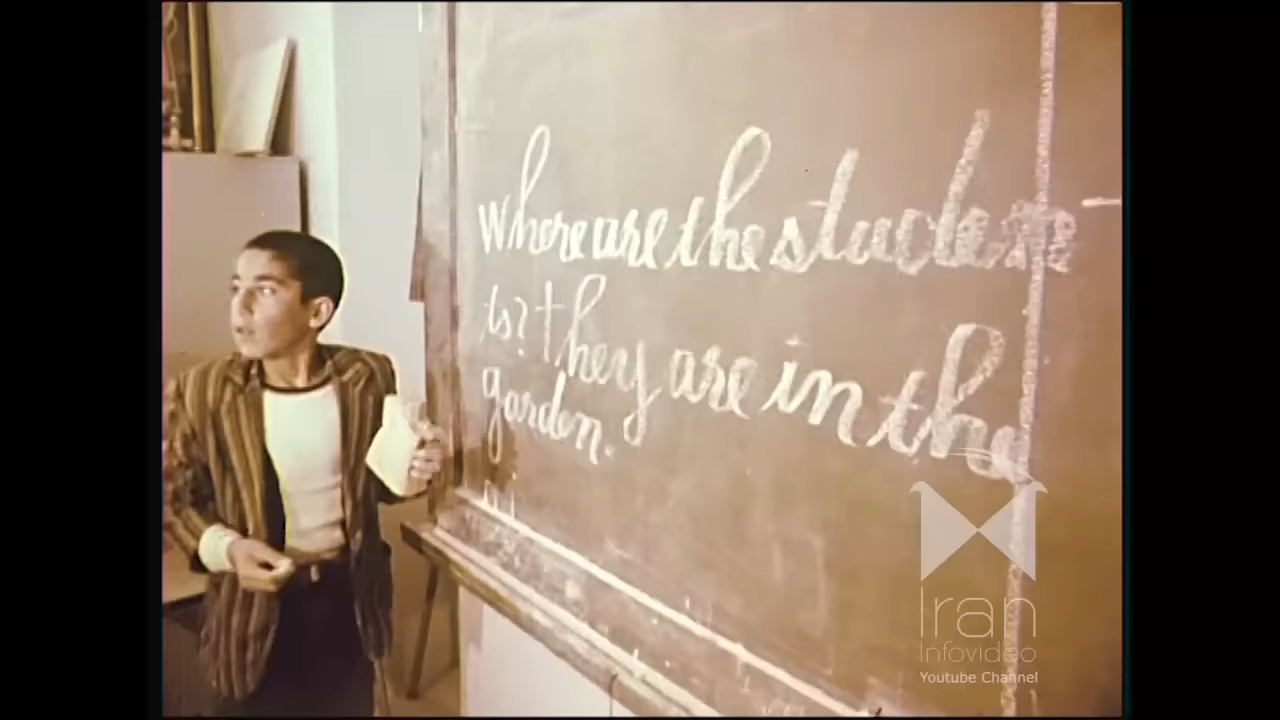 where are the studen
ts? they are in the
garden.
Iran
Infovideo
Youtube Channel